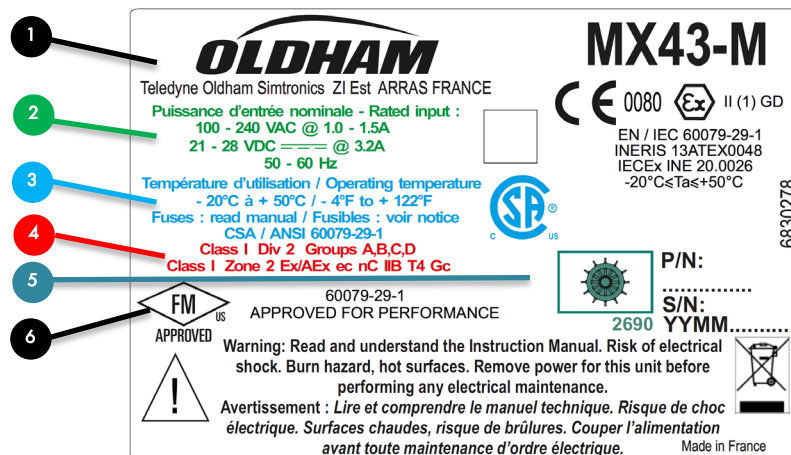 1
OLDHAM
Teledyne Oldham Simtronics ZI Est ARRAS FRANCE
MX43-M
CE 0080 Ex II (1) GD
EN / IEC 60079-29-1
INERIS 13ATEX0048
IECEx INE 20.0026
-20°C≤Ta≤+50°C
6830278
2
Puissance d'entrée nominale - Rated input :
100 - 240 VAC @ 1.0 - 1.5A
21 - 28 VDC @ 3.2A
50 - 60 Hz
3
Température d'utilisation / Operating temperature
- 20°C à + 50°C / - 4°F to + 122°F
Fuses : read manual / Fusibles : voir notice
CSA / ANSI 60079-29-1
SA ®
C US
4
Class I Div 2 Groups A,B,C,D
Class I Zone 2 Ex/AEx ec nC IIB T4 Gc
5
2690
P/N:
................
S/N:
YYMM...........
6
FM US
APPROVED
60079-29-1
APPROVED FOR PERFORMANCE
Warning: Read and understand the Instruction Manual. Risk of electrical
shock. Burn hazard, hot surfaces. Remove power for this unit before
performing any electrical maintenance.
!
Avertissement : Lire et comprendre le manuel technique. Risque de choc
électrique. Surfaces chaudes, risque de brûlures. Couper l'alimentation
avant toute maintenance d'ordre électrique.
Made in France